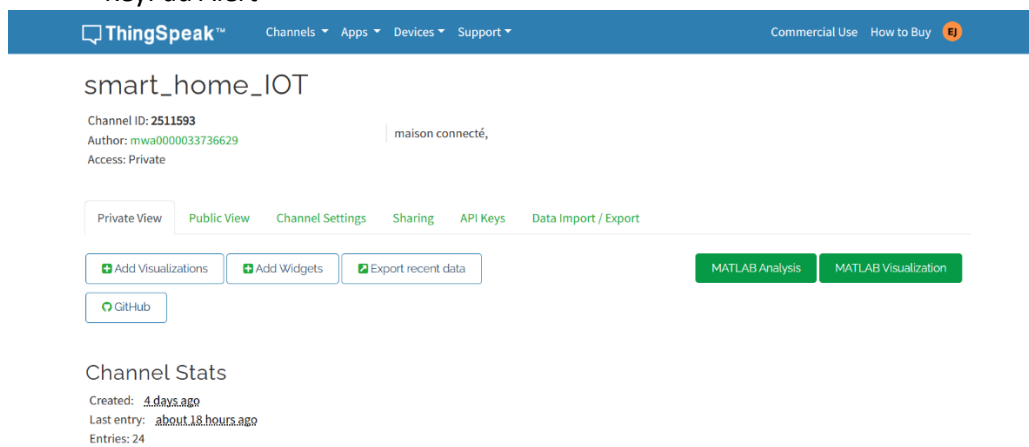 KeyPad Alert
ThingSpeak™ Channels Apps Devices Support Commercial Use How to Buy EJ
smart_home_IOT
Channel ID: 2511593
Author: mwa0000033736629
Access: Private
maison connecté,
Private View Public View Channel Settings Sharing API Keys Data Import / Export
Add Visualizations Add Widgets Export recent data MATLAB Analysis MATLAB Visualization
GitHub
Channel Stats
Created: 4 days ago
Last entry: about 18 hours ago
Entries: 24